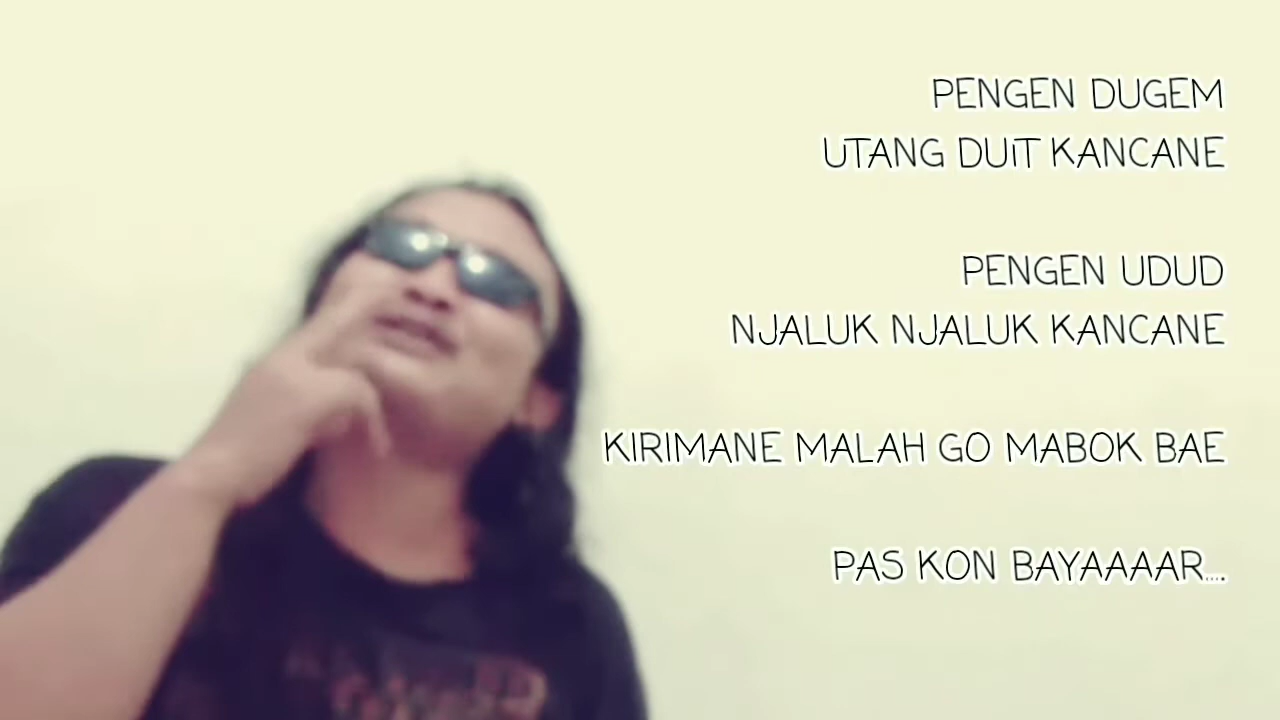 PENGEN DUGEM
UTANG DUiT KANCANE
PENGEN UDUD
NJALUK NJALUK KANCANE
KIRIMANE MALAH GO MABOK BAE
PAS KON BAYAAAAR....